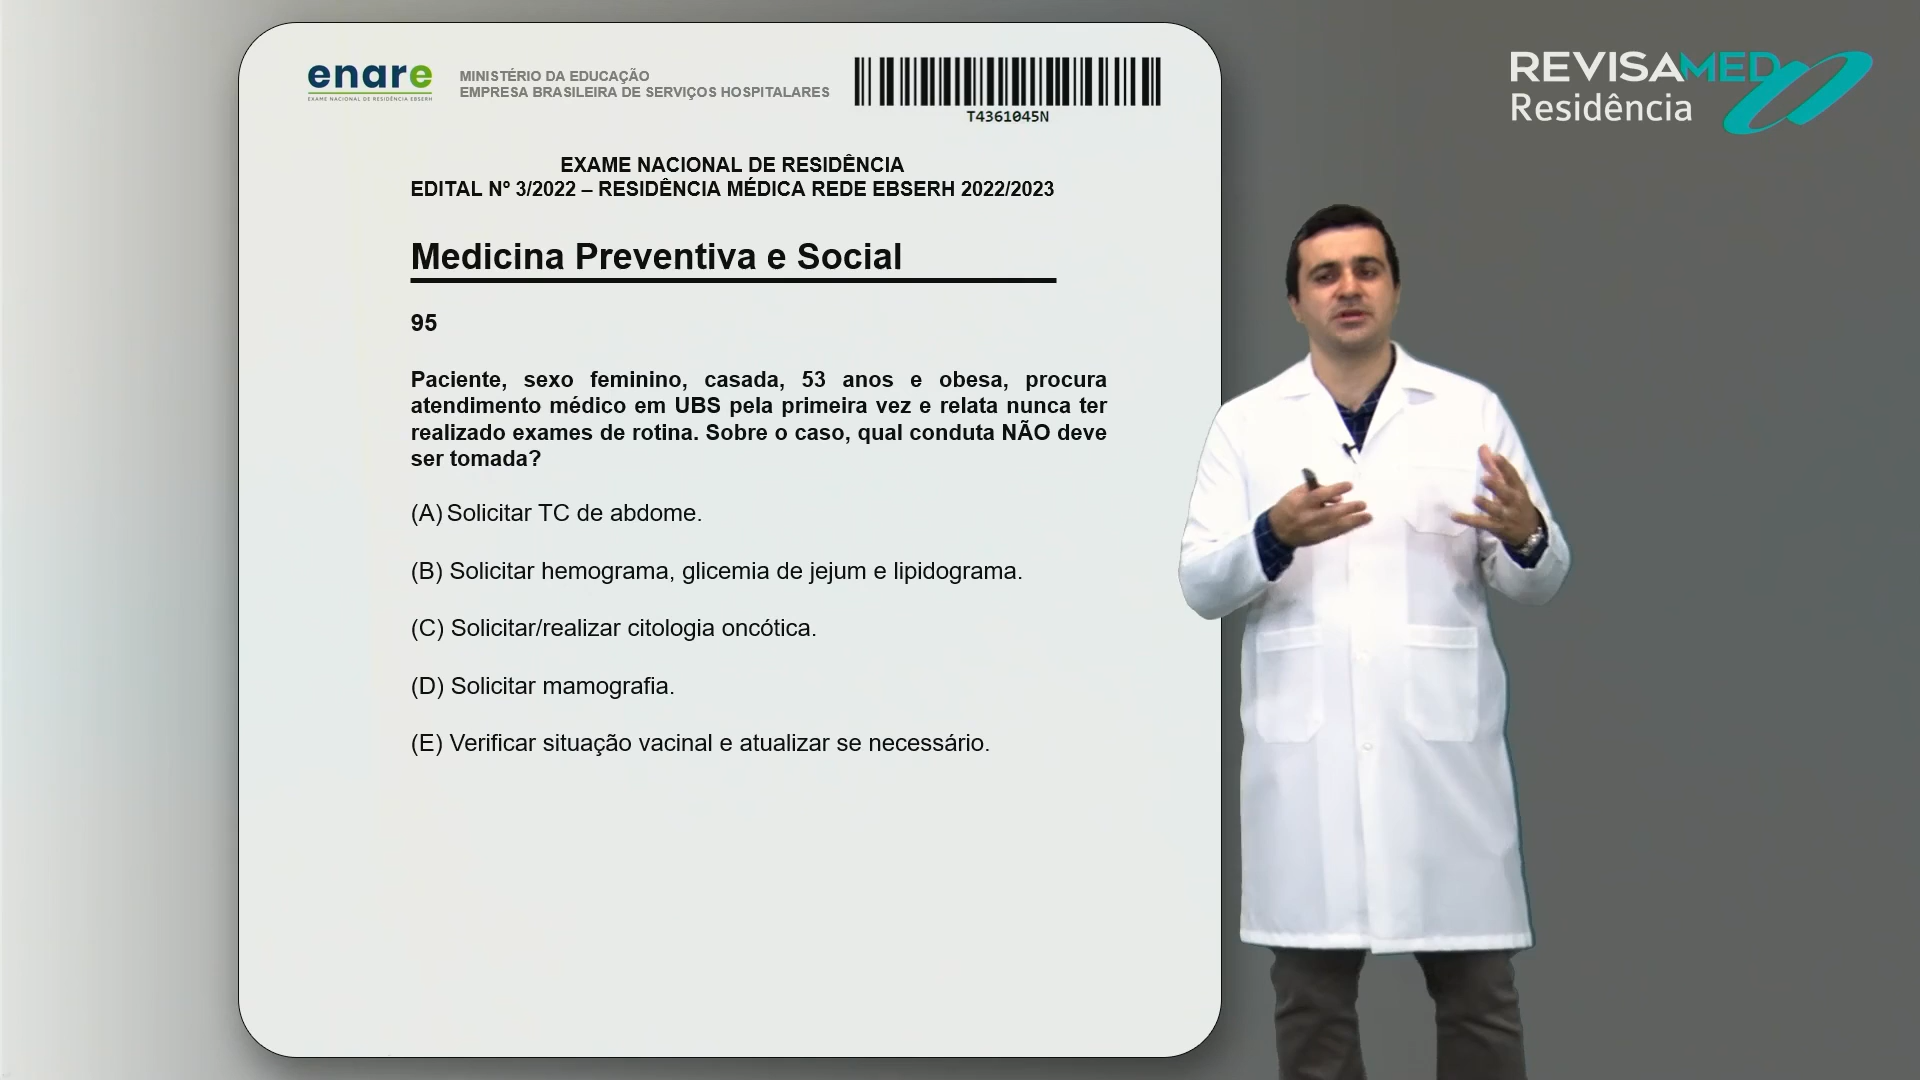 enare
EXAME NACIONAL DE RESIDÊNCIA EBSERH
MINISTÉRIO DA EDUCAÇÃO
EMPRESA BRASILEIRA DE SERVIÇOS HOSPITALARES
T4361045N
REVISAMED
Residência
EXAME NACIONAL DE RESIDÊNCIA
EDITAL Nº 3/2022 – RESIDÊNCIA MÉDICA REDE EBSERH 2022/2023
Medicina Preventiva e Social
95
Paciente, sexo feminino, casada, 53 anos e obesa, procura
atendimento médico em UBS pela primeira vez e relata nunca ter
realizado exames de rotina. Sobre o caso, qual conduta NÃO deve
ser tomada?
(A) Solicitar TC de abdome.
(B) Solicitar hemograma, glicemia de jejum e lipidograma.
(C) Solicitar/realizar citologia oncótica.
(D) Solicitar mamografia.
(E) Verificar situação vacinal e atualizar se necessário.